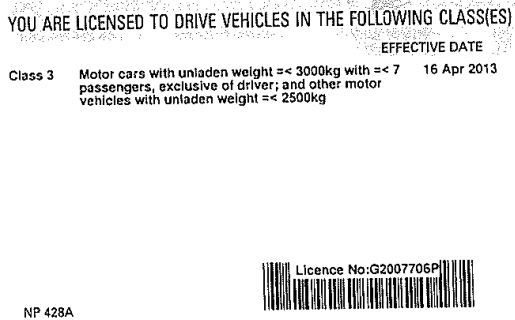 YOU ARE LICENSED TO DRIVE VEHICLES IN THE FOLLOWING CLASS(ES)
EFFECTIVE DATE
Class 3 Motor cars with unladen weight =< 3000kg with =< 7 16 Apr 2013
passengers, exclusive of driver; and other motor
vehicles with unladen weight =< 2500kg
Licence No:G2007706P
NP 428A